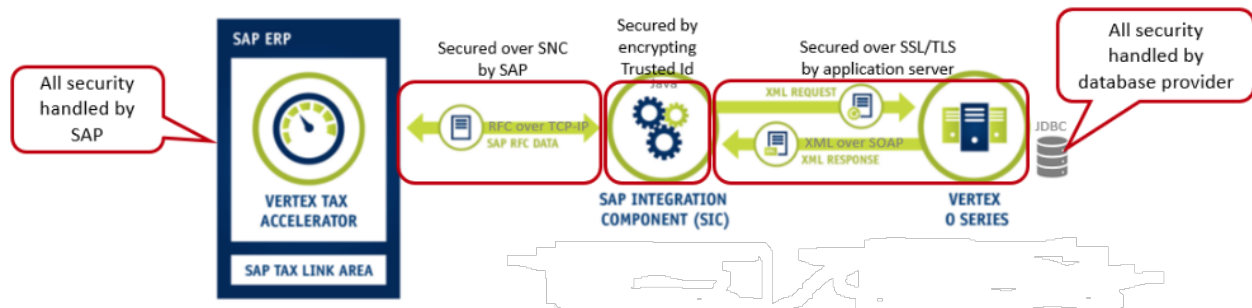 SAP ERP
All security
handled by
SAP
VERTEX TAX
ACCELERATOR
SAP TAX LINK AREA
Secured over SNC
by SAP
RFC over TCP-IP
SAP RFC DATA
Secured by
encrypting
Trusted Id
Java
SAP INTEGRATION
COMPONENT (SIC)
Secured over SSL/TLS
by application server
XML REQUEST
XML over SOAP
XML RESPONSE
VERTEX
O SERIES
All security
handled by
database provider
JDBC